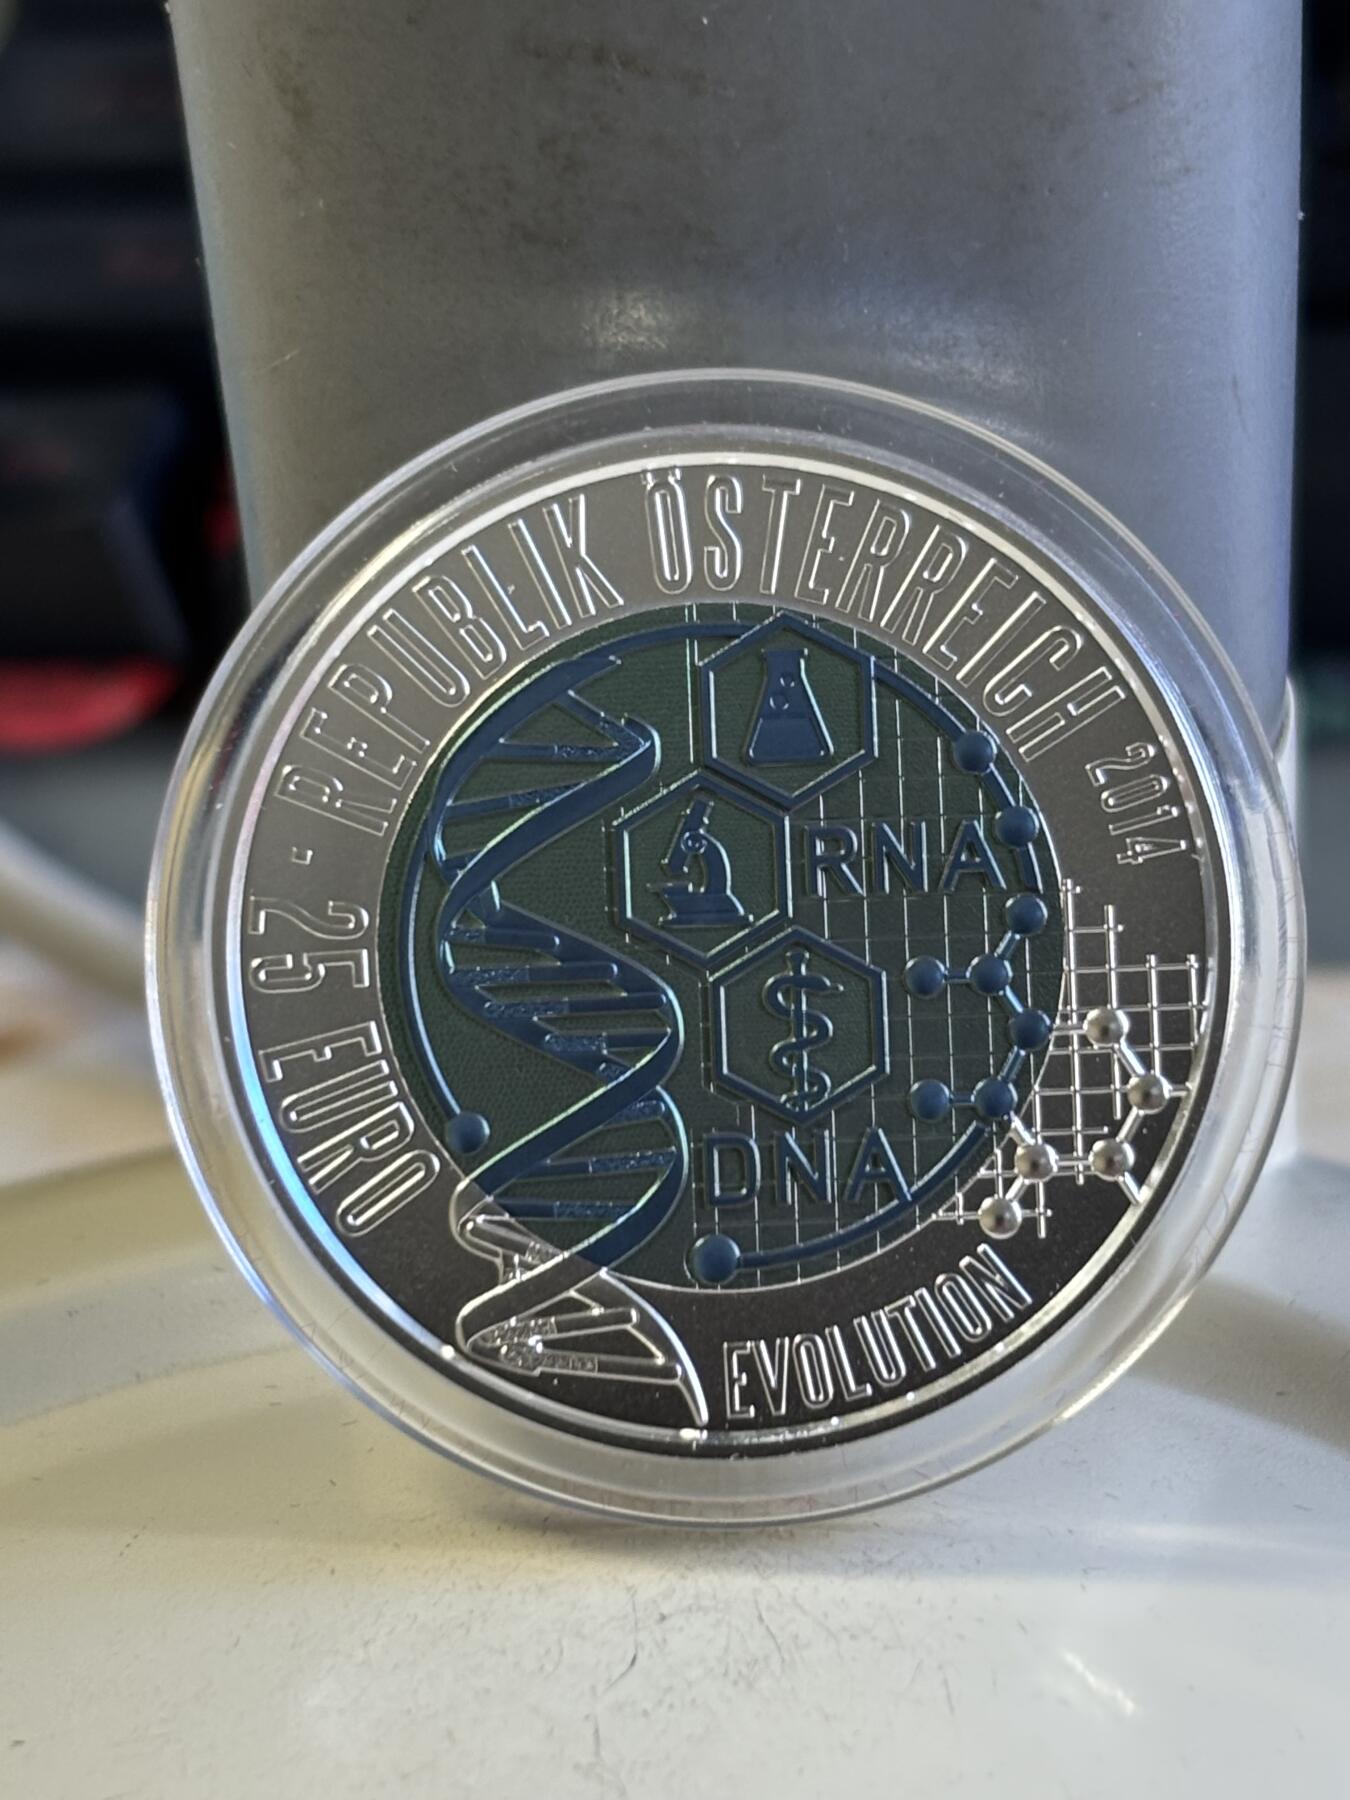 25 EURO · REPUBLIK ÖSTERREICH 2014
RNA
DNA
EVOLUTION